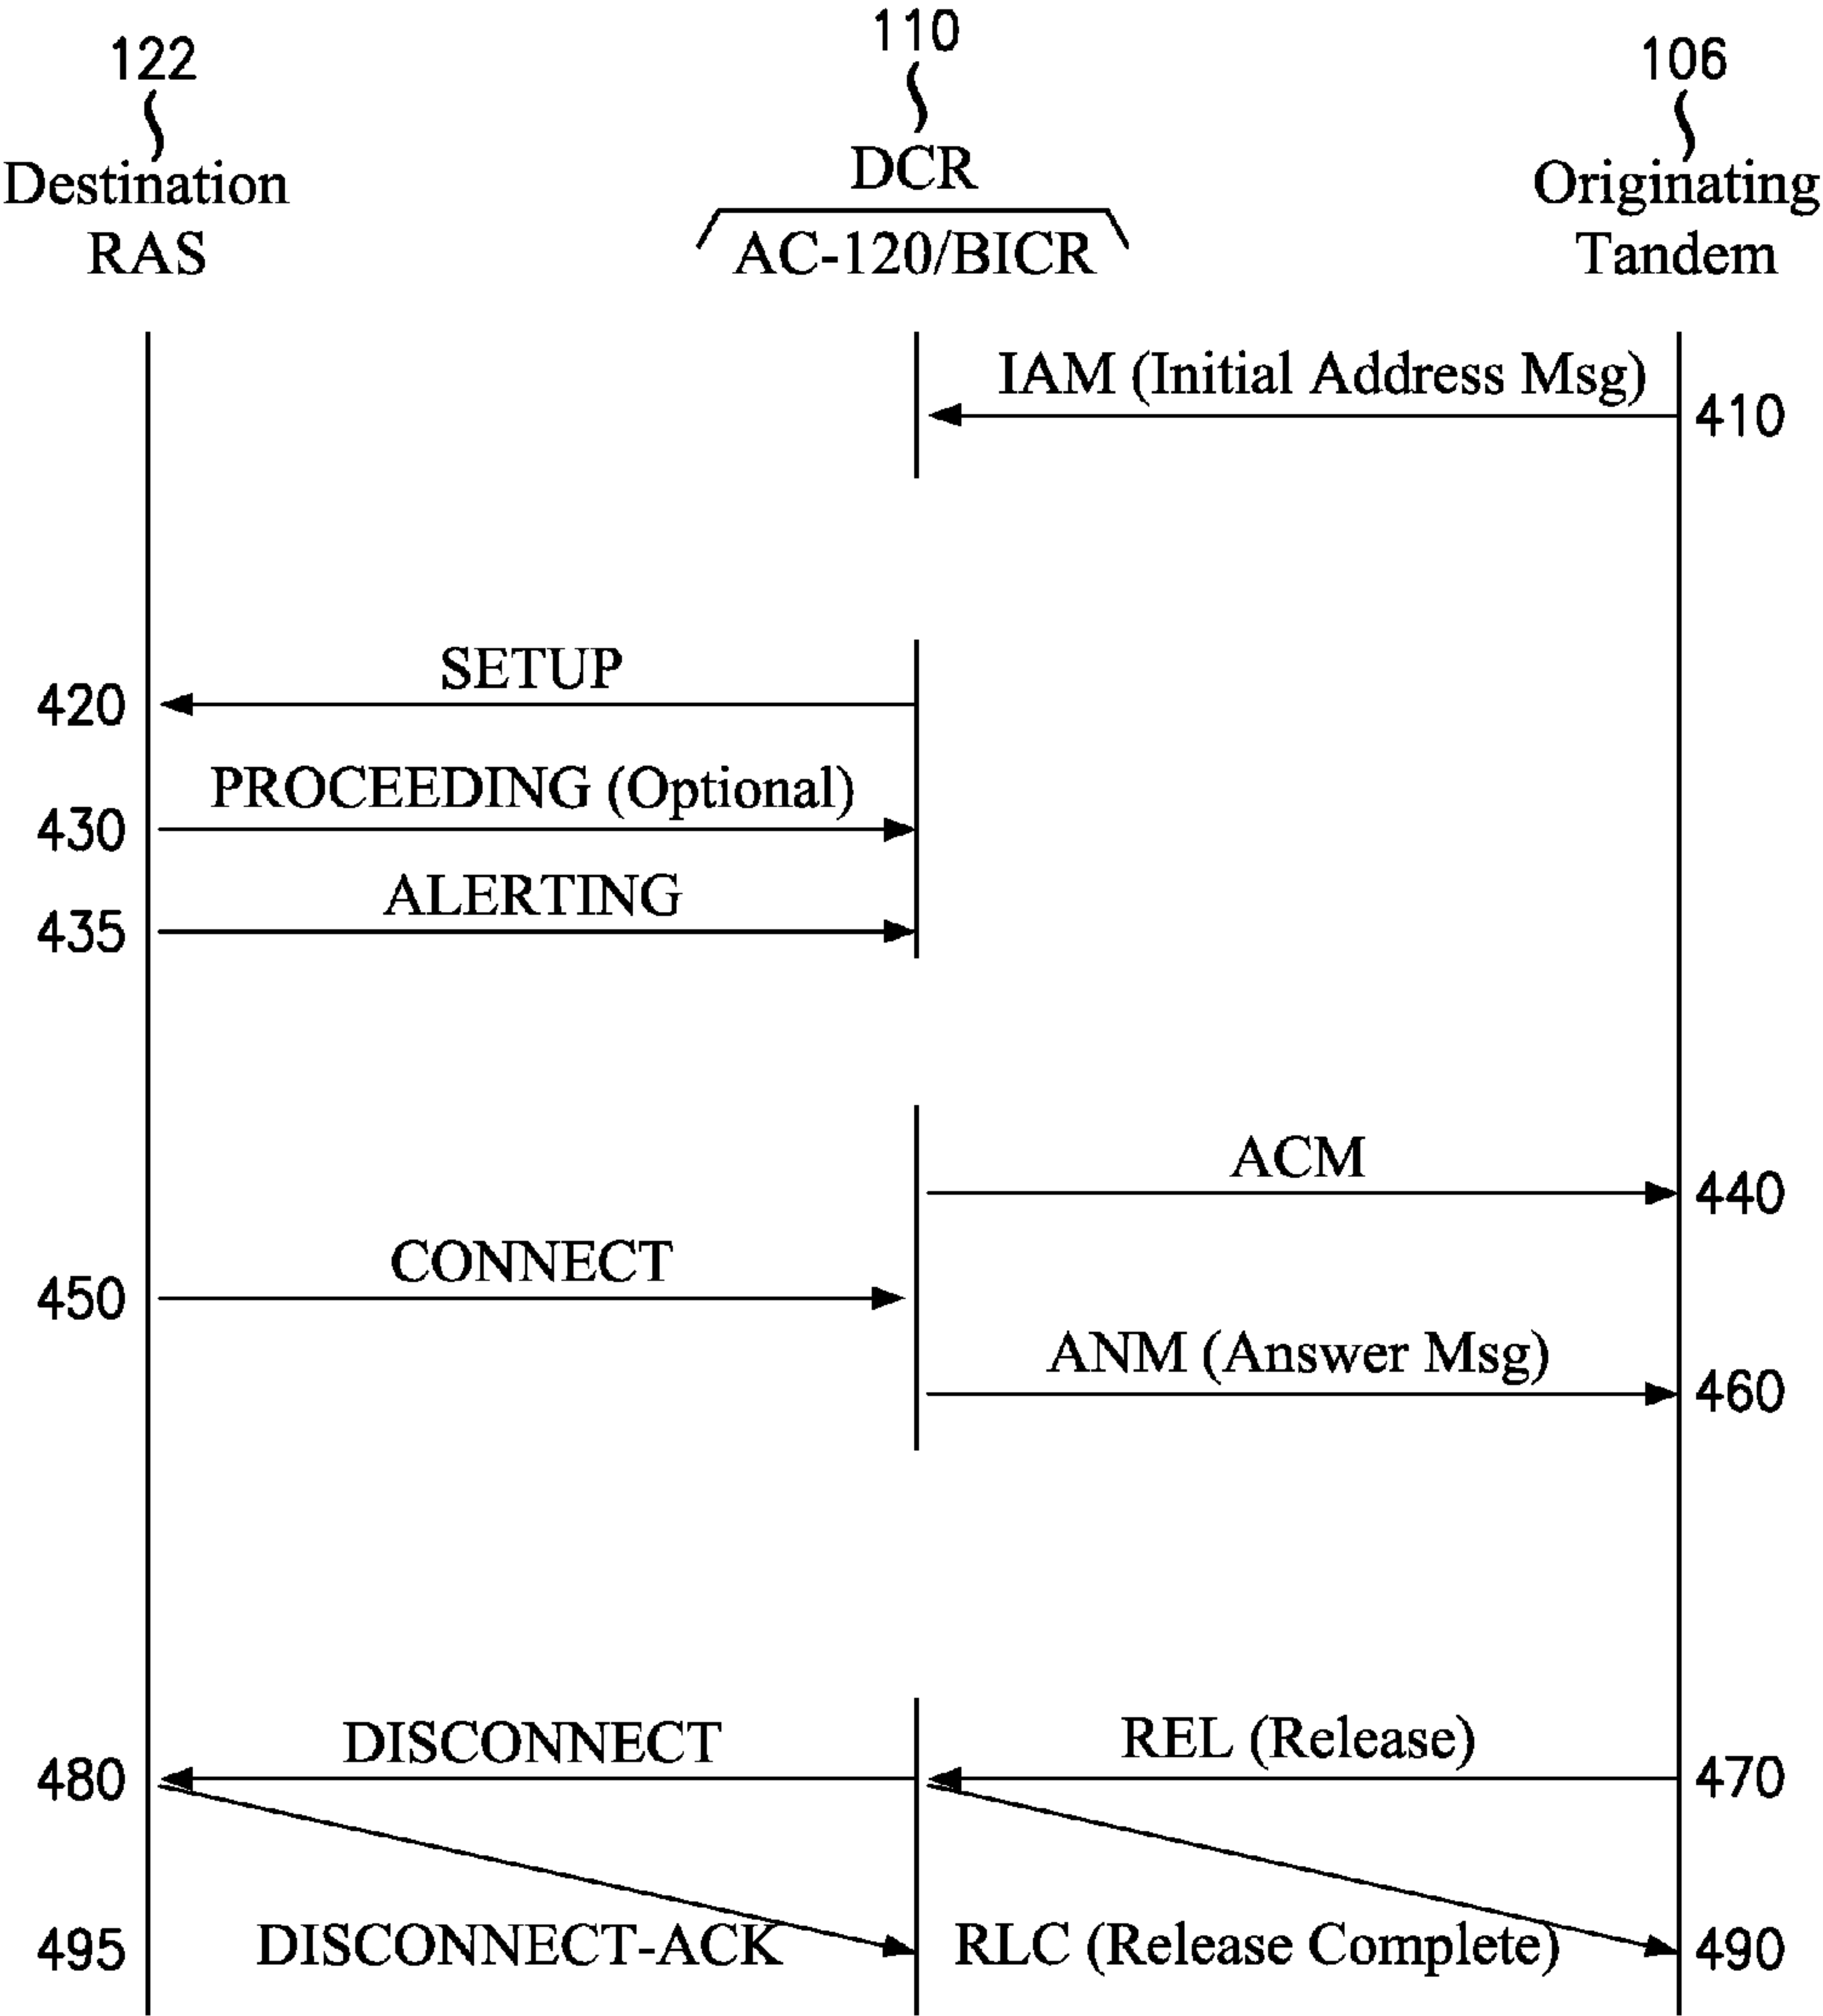 122
110
106
Destination
RAS
DCR
AC-120/BICR
Originating
Tandem
IAM (Initial Address Msg)
410
SETUP
420
PROCEEDING (Optional)
430
ALERTING
435
ACM
440
CONNECT
450
ANM (Answer Msg)
460
DISCONNECT
REL (Release)
480
470
495
DISCONNECT-ACK
RLC (Release Complete)
490